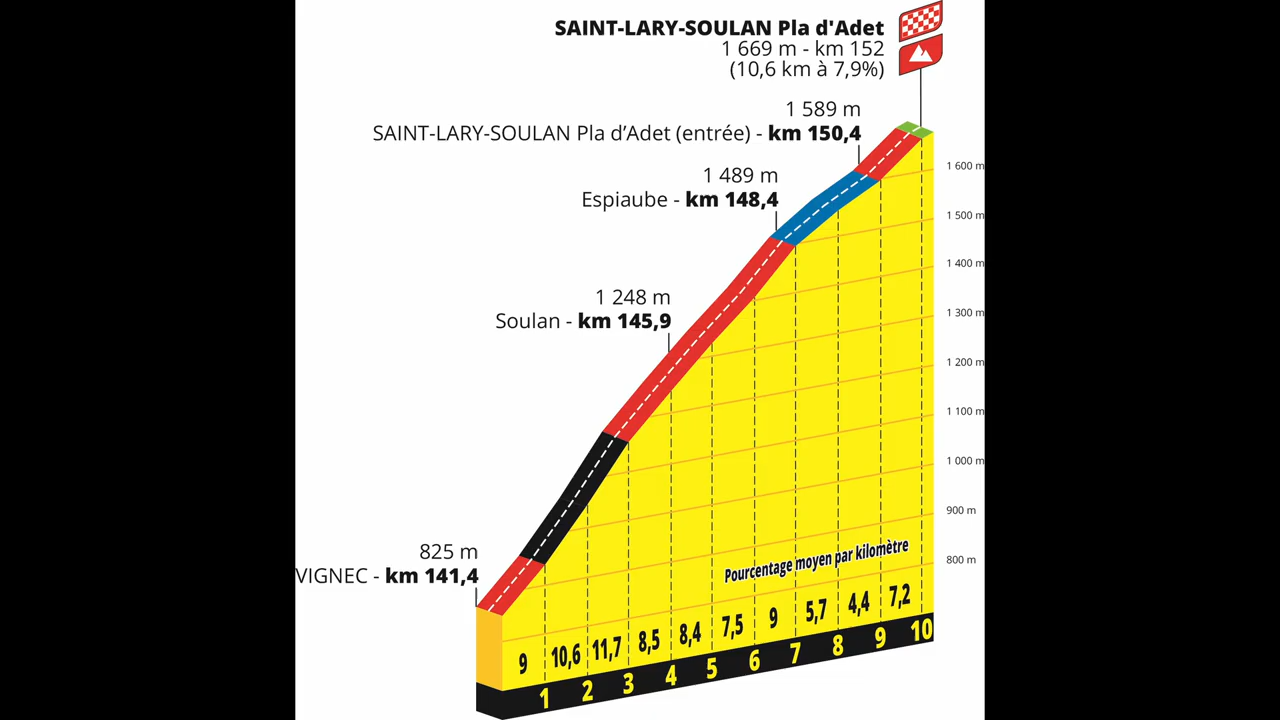 SAINT-LARY-SOULAN Pla d'Adet
1 669 m - km 152
(10,6 km à 7,9%)
1 589 m
SAINT-LARY-SOULAN Pla d’Adet (entrée) - km 150,4
1 489 m
Espiaube - km 148,4
1 248 m
Soulan - km 145,9
825 m
VIGNEC - km 141,4
1 600 m
1 500 m
1 400 m
1 300 m
1 200 m
1 100 m
1 000 m
900 m
800 m
Pourcentage moyen par kilomètre
9 10,6 11,7 8,5 8,4 7,5 9 5,7 4,4 7,2
1 2 3 4 5 6 7 8 9 10